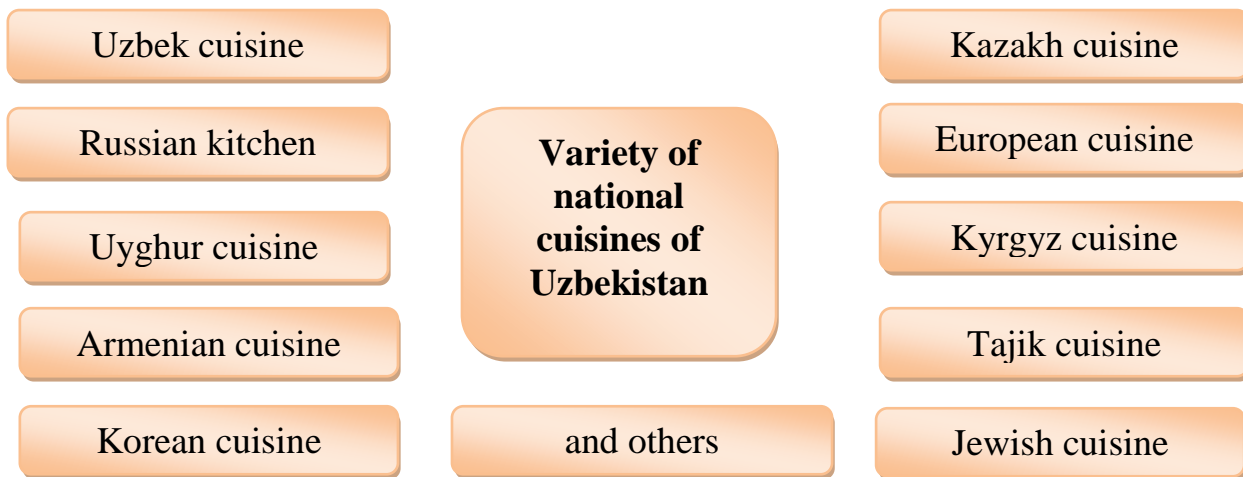 Uzbek cuisine
Russian kitchen
Uyghur cuisine
Armenian cuisine
Korean cuisine
Variety of
national
cuisines of
Uzbekistan
and others
Kazakh cuisine
European cuisine
Kyrgyz cuisine
Tajik cuisine
Jewish cuisine